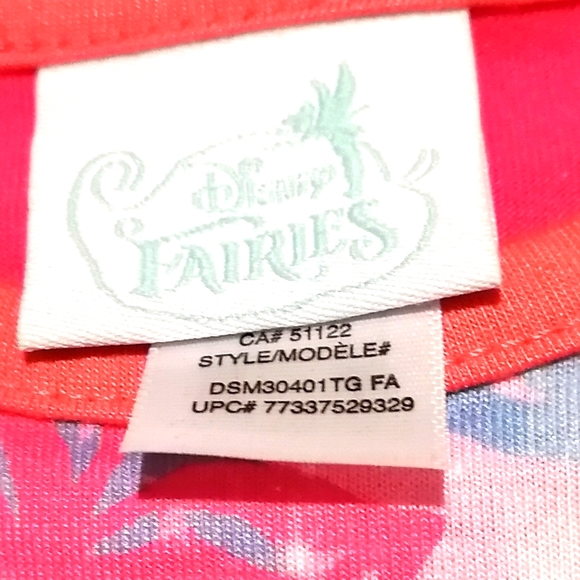 Disney
FAIRIES
CA# 51122
STYLE/MODÈLE#
DSM30401TG FA
UPC# 77337529329